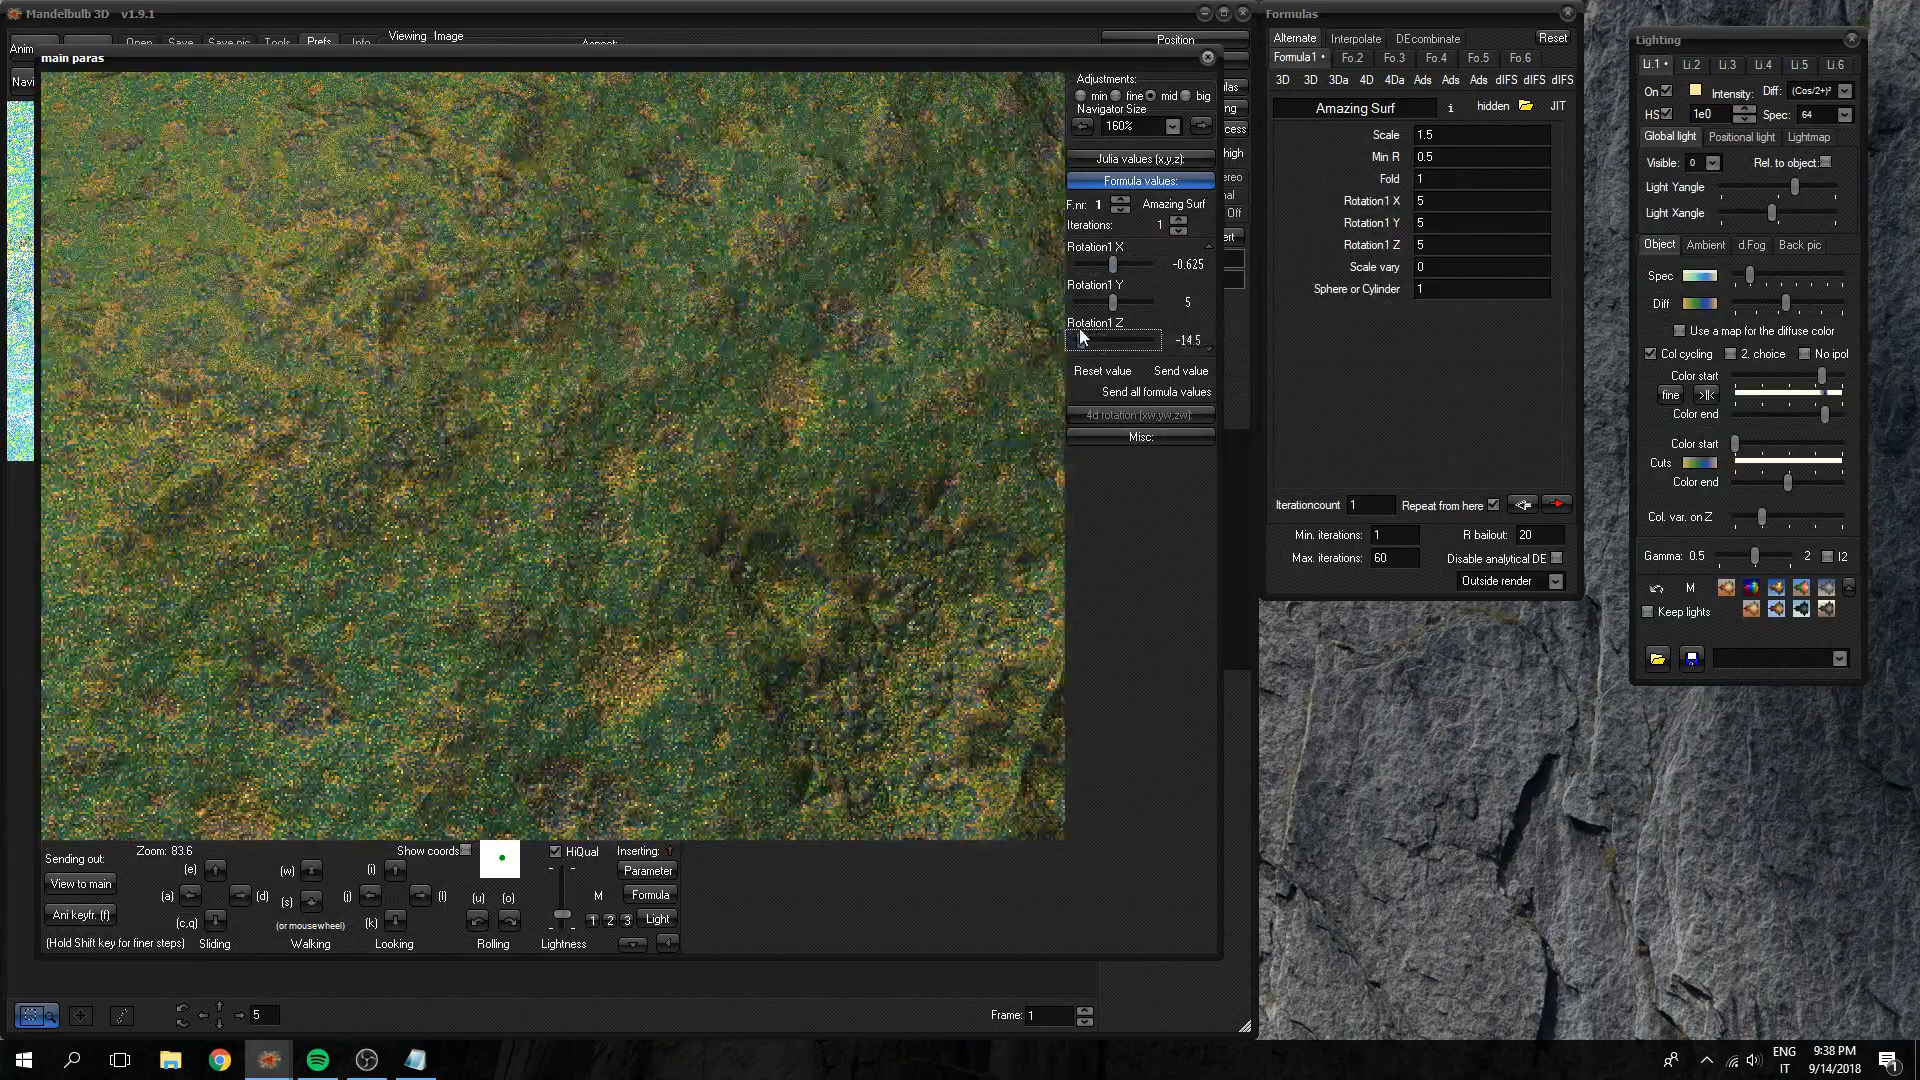 Mandelbulb 3D    v1.9.1
Open
Save
Save pic
Tools
Prefs
Info
Viewing
Image
Position
Navi
main paras
Adjustments:
min
fine
mid
big
Navigator Size
160%
Julia values (x,y,z):
Formula values:
F.nr: 1
Amazing Surf
Iterations:
1
Rotation1 X
-0.625
Rotation1 Y
5
Rotation1 Z
-14.5
Reset value
Send value
Send all formula values
4d rotation (xw,yw,zw):
Misc:
Off
Sending out:
View to main
Ani keyfr. (f)
(Hold Shift key for finer steps)
Zoom: 83.6
(e)
(a)
(d)
(c,q)
Sliding
(w)
(s)
(or mousewheel)
Walking
(i)
(j)
(l)
(k)
Looking
Show coords
(u)
(o)
Rolling
HiQual
M
1 2 3
Lightness
Inserting:
Parameter
Formula
Light
5
Frame: 1
Formulas
Alternate
Interpolate
DEcombinate
Reset
Formula1
Fo.2
Fo.3
Fo.4
Fo.5
Fo.6
3D
3D
3Da
4D
4Da
Ads
Ads
Ads
dIFS
dIFS
dIFS
Amazing Surf
i
hidden
JIT
Scale 1.5
Min R 0.5
Fold 1
Rotation1 X 5
Rotation1 Y 5
Rotation1 Z 5
Scale vary 0
Sphere or Cylinder 1
Iterationcount 1
Repeat from here
Min. iterations: 1
R bailout: 20
Max. iterations: 60
Disable analytical DE
Outside render
Lighting
Li.1
Li.2
Li.3
Li.4
Li.5
Li.6
On
Intensity:
Diff:
(Cos/2+)²
HS
1e0
Spec:
64
Global light
Positional light
Lightmap
Visible: 0
Rel. to object:
Light Yangle
Light Xangle
Object
Ambient
d.Fog
Back pic
Spec
Diff
Use a map for the diffuse color
Col cycling
2. choice
No ipol
Color start
fine
>|<
Color end
Color start
Cuts
Color end
Col. var. on Z
Gamma: 0.5
2
I2
M
Keep lights
ENG
IT
9:38 PM
9/14/2018
1